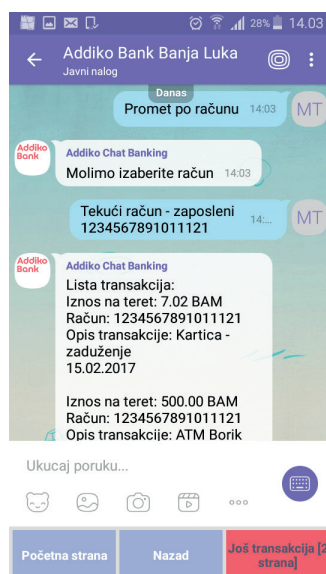 28% 14.03
Addiko Bank Banja Luka
Javni nalog
Danas
Promet po računu 14:03
MT
Addiko
Bank
Addiko Chat Banking
Molimo izaberite račun 14:03
Tekući račun - zaposleni
1234567891011121 14:...
MT
Addiko
Bank
Addiko Chat Banking
Lista transakcija:
Iznos na teret: 7.02 BAM
Račun: 1234567891011121
Opis transakcije: Kartica -
zaduženje
15.02.2017
Iznos na teret: 500.00 BAM
Račun: 1234567891011121
Opis transakcije: ATM Borik
Ukucaj poruku...
Početna strana
Nazad
Još transakcija [2
strana]